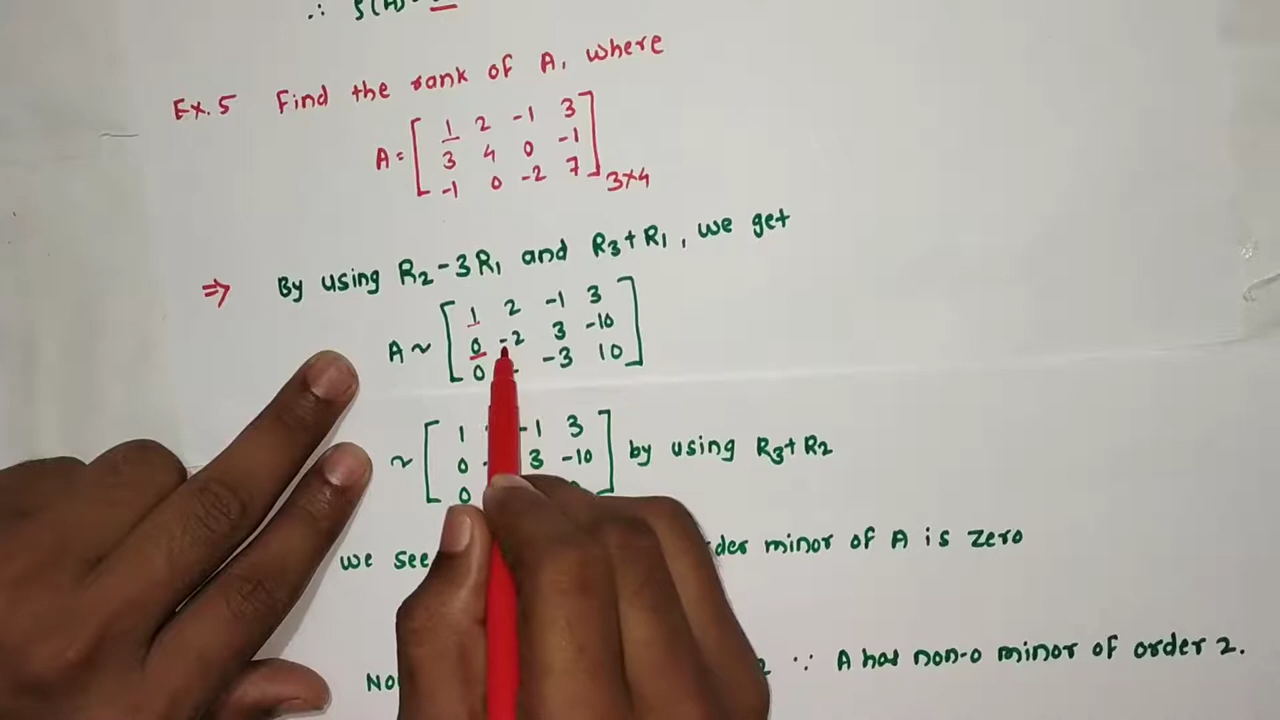 ∴ ρ(A)
Ex. 5 Find the rank of A, where
A = [ 1 2 -1 3
3 4 0 -1
-1 0 -2 7 ] 3×4
⇒ By using R2 - 3R1 and R3 + R1, we get
A ~ [ 1 2 -1 3
0 -2 3 -10
0 -3 10 ]
~ [ 1 -1 3
0 3 -10
0 ] by using R3 + R2
we see minor of A is zero
∵ A has non-0 minor of order 2.